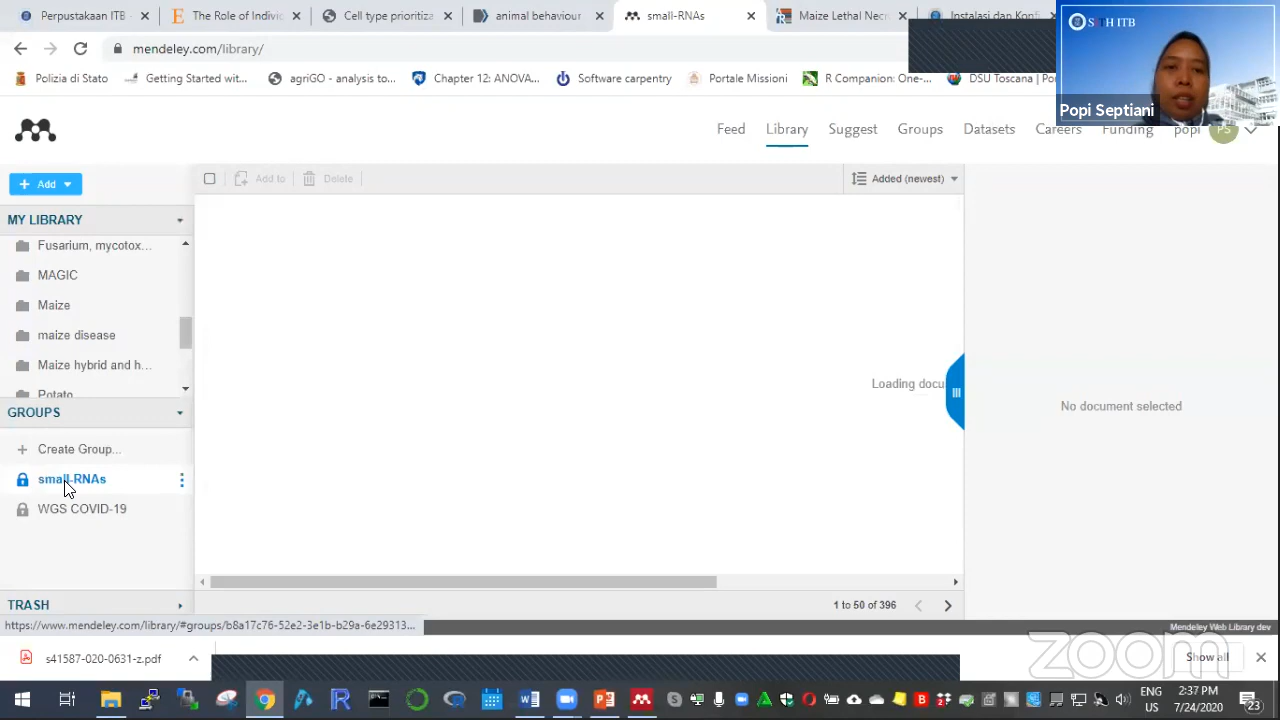 Perpustakaan ITB -
The Role of Individ
Critical Peroritiza
animal behaviour
small-RNAs
Maize Lethal Necr
Instalasi dan Konfi
mendeley.com/library/
Polizia di Stato
Getting Started wit...
agriGO - analysis to...
Chapter 12: ANOVA...
Software carpentry
Portale Missioni
R Companion: One-...
DSU Toscana | Por
SITH ITB
Popi Septiani
Feed
Library
Suggest
Groups
Datasets
Careers
Funding
popi
PS
Add
Add to
Delete
Added (newest)
MY LIBRARY
Fusarium, mycotox...
MAGIC
Maize
maize disease
Maize hybrid and h...
Potato
GROUPS
Create Group...
small-RNAs
WGS COVID-19
TRASH
Loading docu
No document selected
1 to 50 of 396
https://www.mendeley.com/library/#groups/b8a17c76-52e2-3e1b-b29a-6e29313...
Mendeley Web Library dev
s41587-020-0631-z.pdf
Show all
zoom
ENG
US
2:37 PM
7/24/2020
23